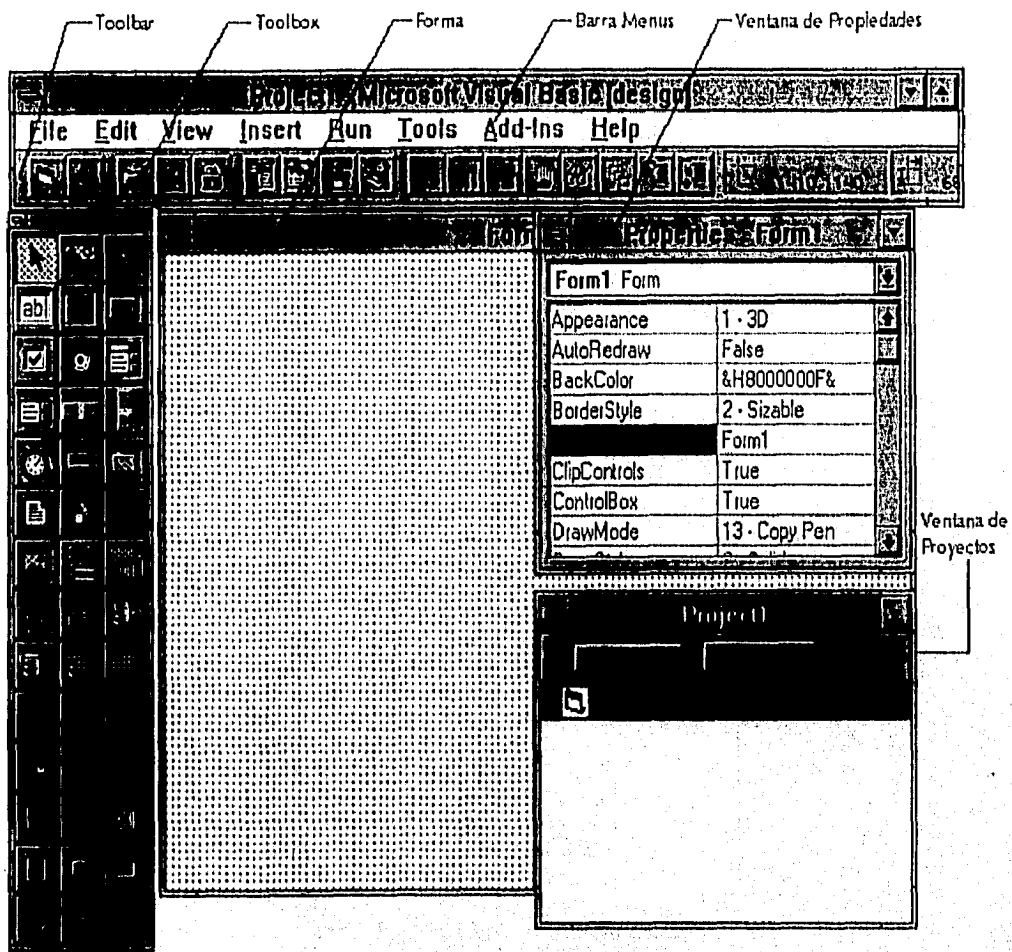 Toolbar
Toolbox
Forma
Barra Menus
Ventana de Propiedades
Microsoft Visual Basic [design]
File Edit View Insert Run Tools Add-Ins Help
Properties - Form1
Form1 Form
Appearance 1 - 3D
AutoRedraw False
BackColor &H8000000F&
BorderStyle 2 - Sizable
Form1
ClipControls True
ControlBox True
DrawMode 13 - Copy Pen
Ventana de
Proyectos
Project1
abl